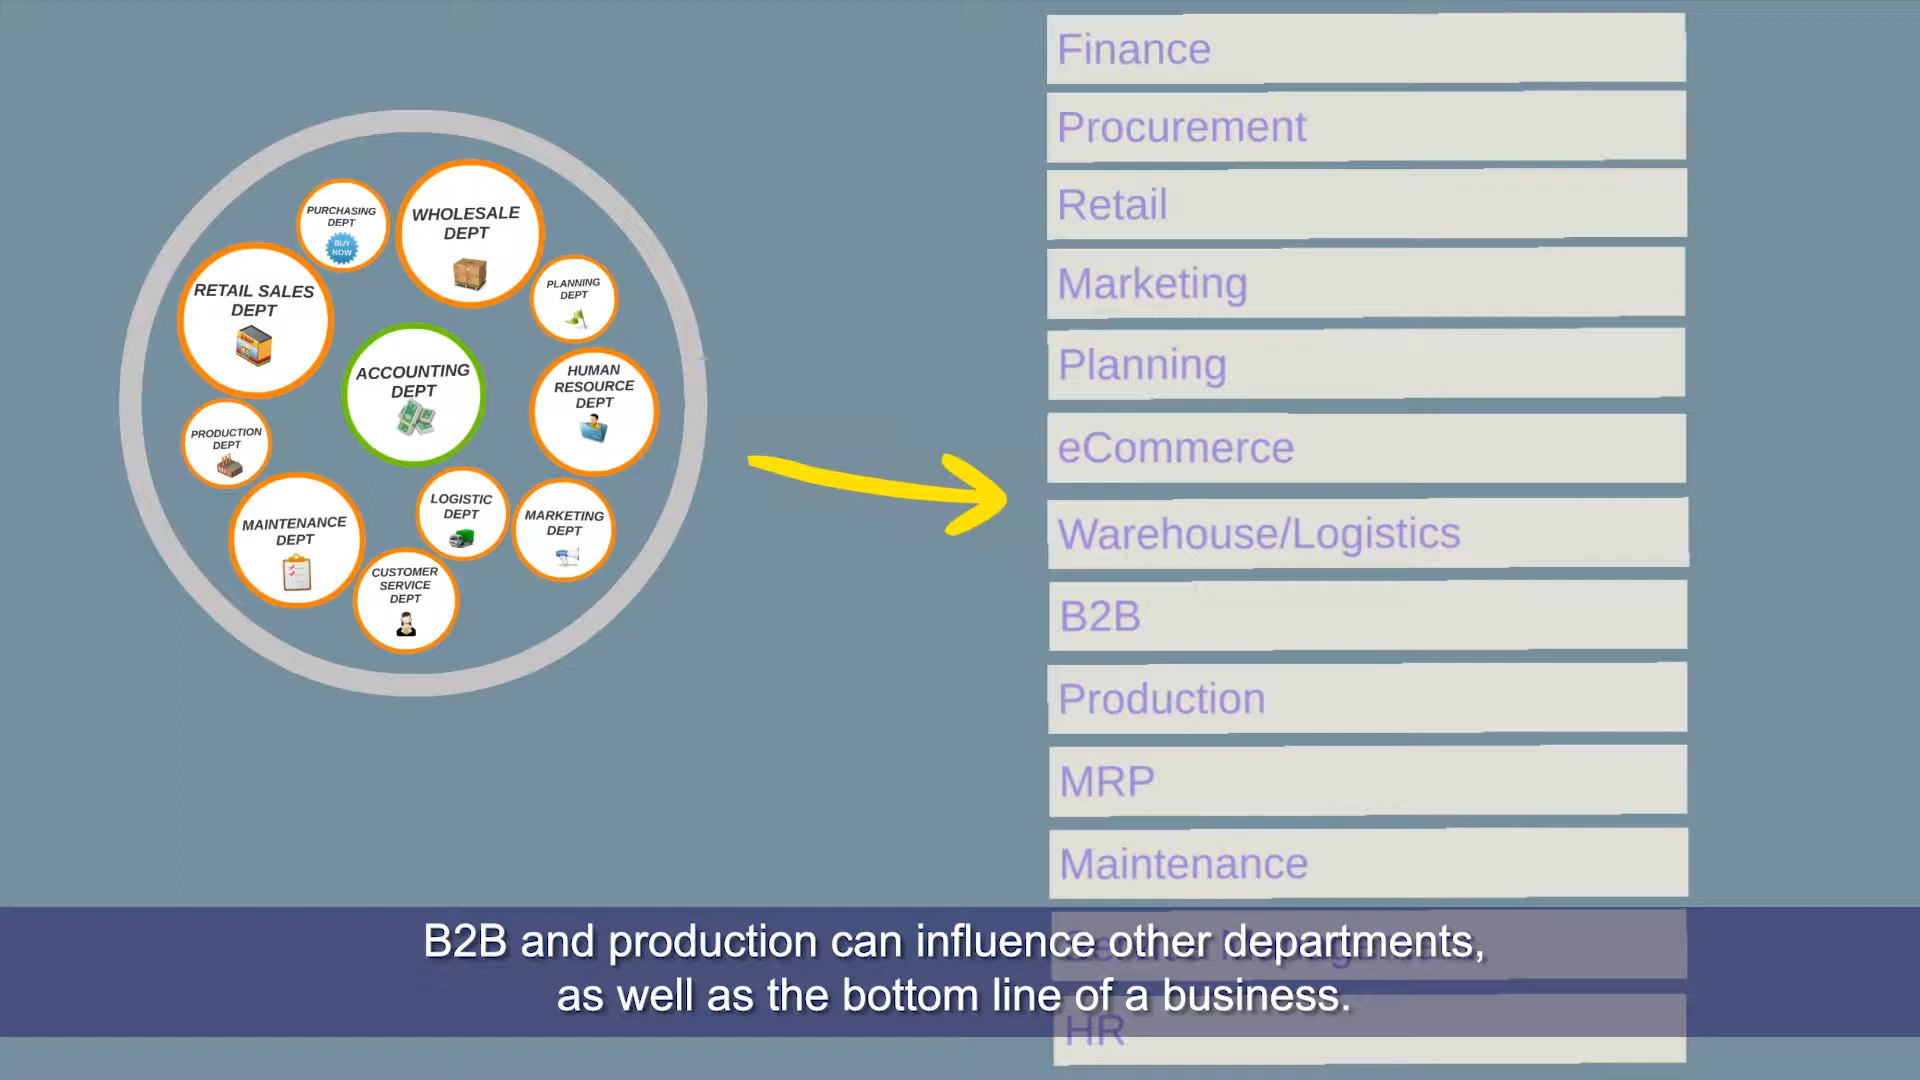 PURCHASING
DEPT
BUY
NOW
WHOLESALE
DEPT
PLANNING
DEPT
RETAIL SALES
DEPT
ACCOUNTING
DEPT
HUMAN
RESOURCE
DEPT
PRODUCTION
DEPT
LOGISTIC
DEPT
MARKETING
DEPT
MAINTENANCE
DEPT
CUSTOMER
SERVICE
DEPT
Finance
Procurement
Retail
Marketing
Planning
eCommerce
Warehouse/Logistics
B2B
Production
MRP
Maintenance
HR
B2B and production can influence other departments,
as well as the bottom line of a business.